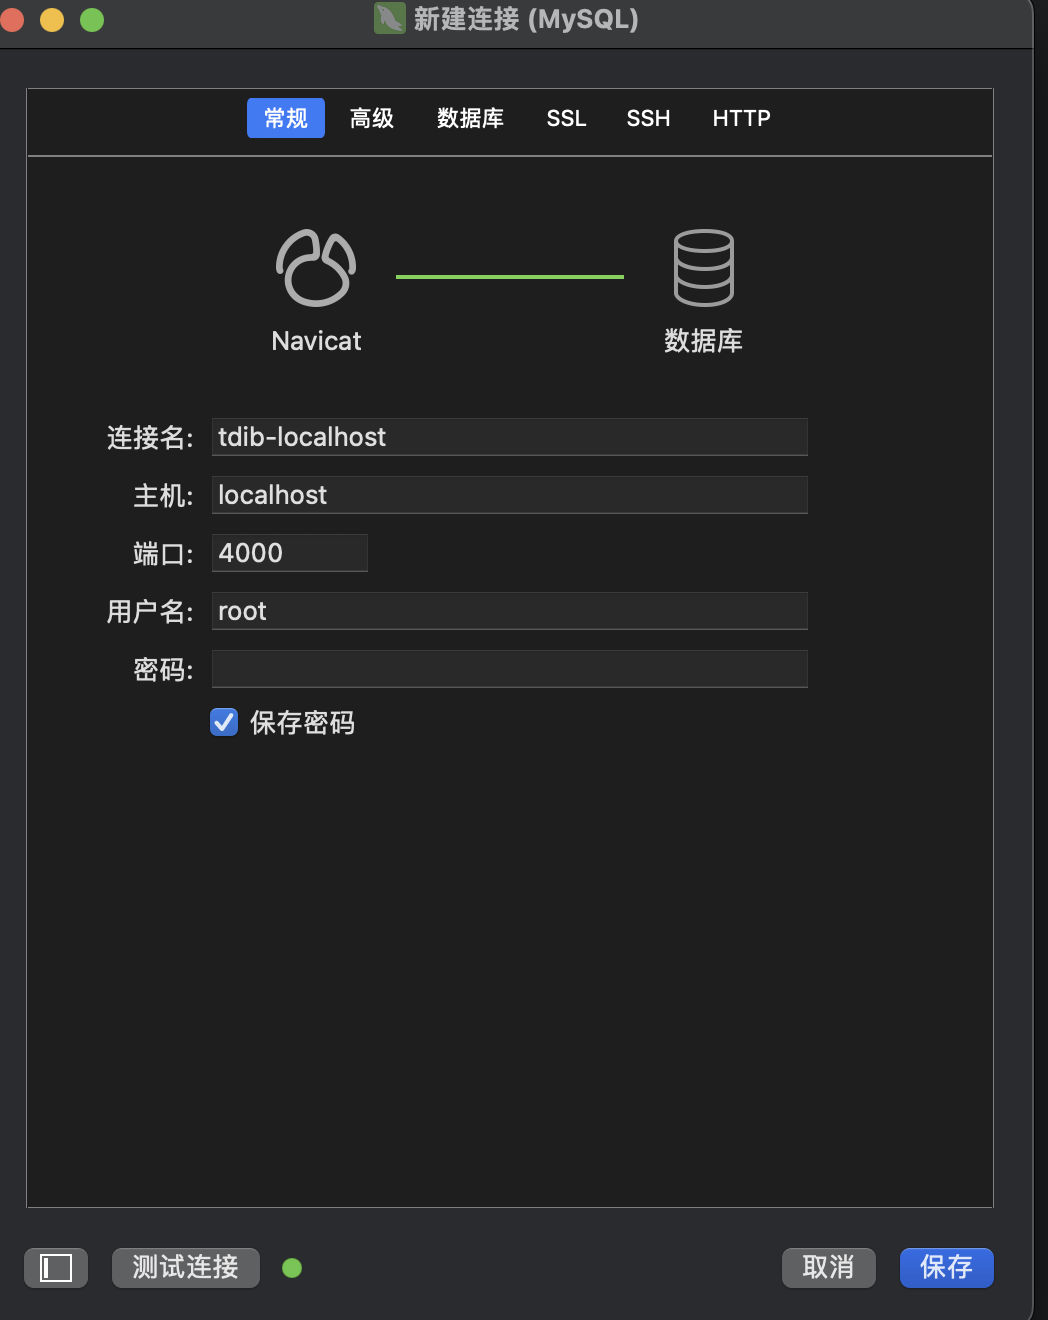 新建连接 (MySQL)
常规 高级 数据库 SSL SSH HTTP
Navicat 数据库
连接名: tdib-localhost
主机: localhost
端口: 4000
用户名: root
密码:
保存密码
测试连接 取消 保存